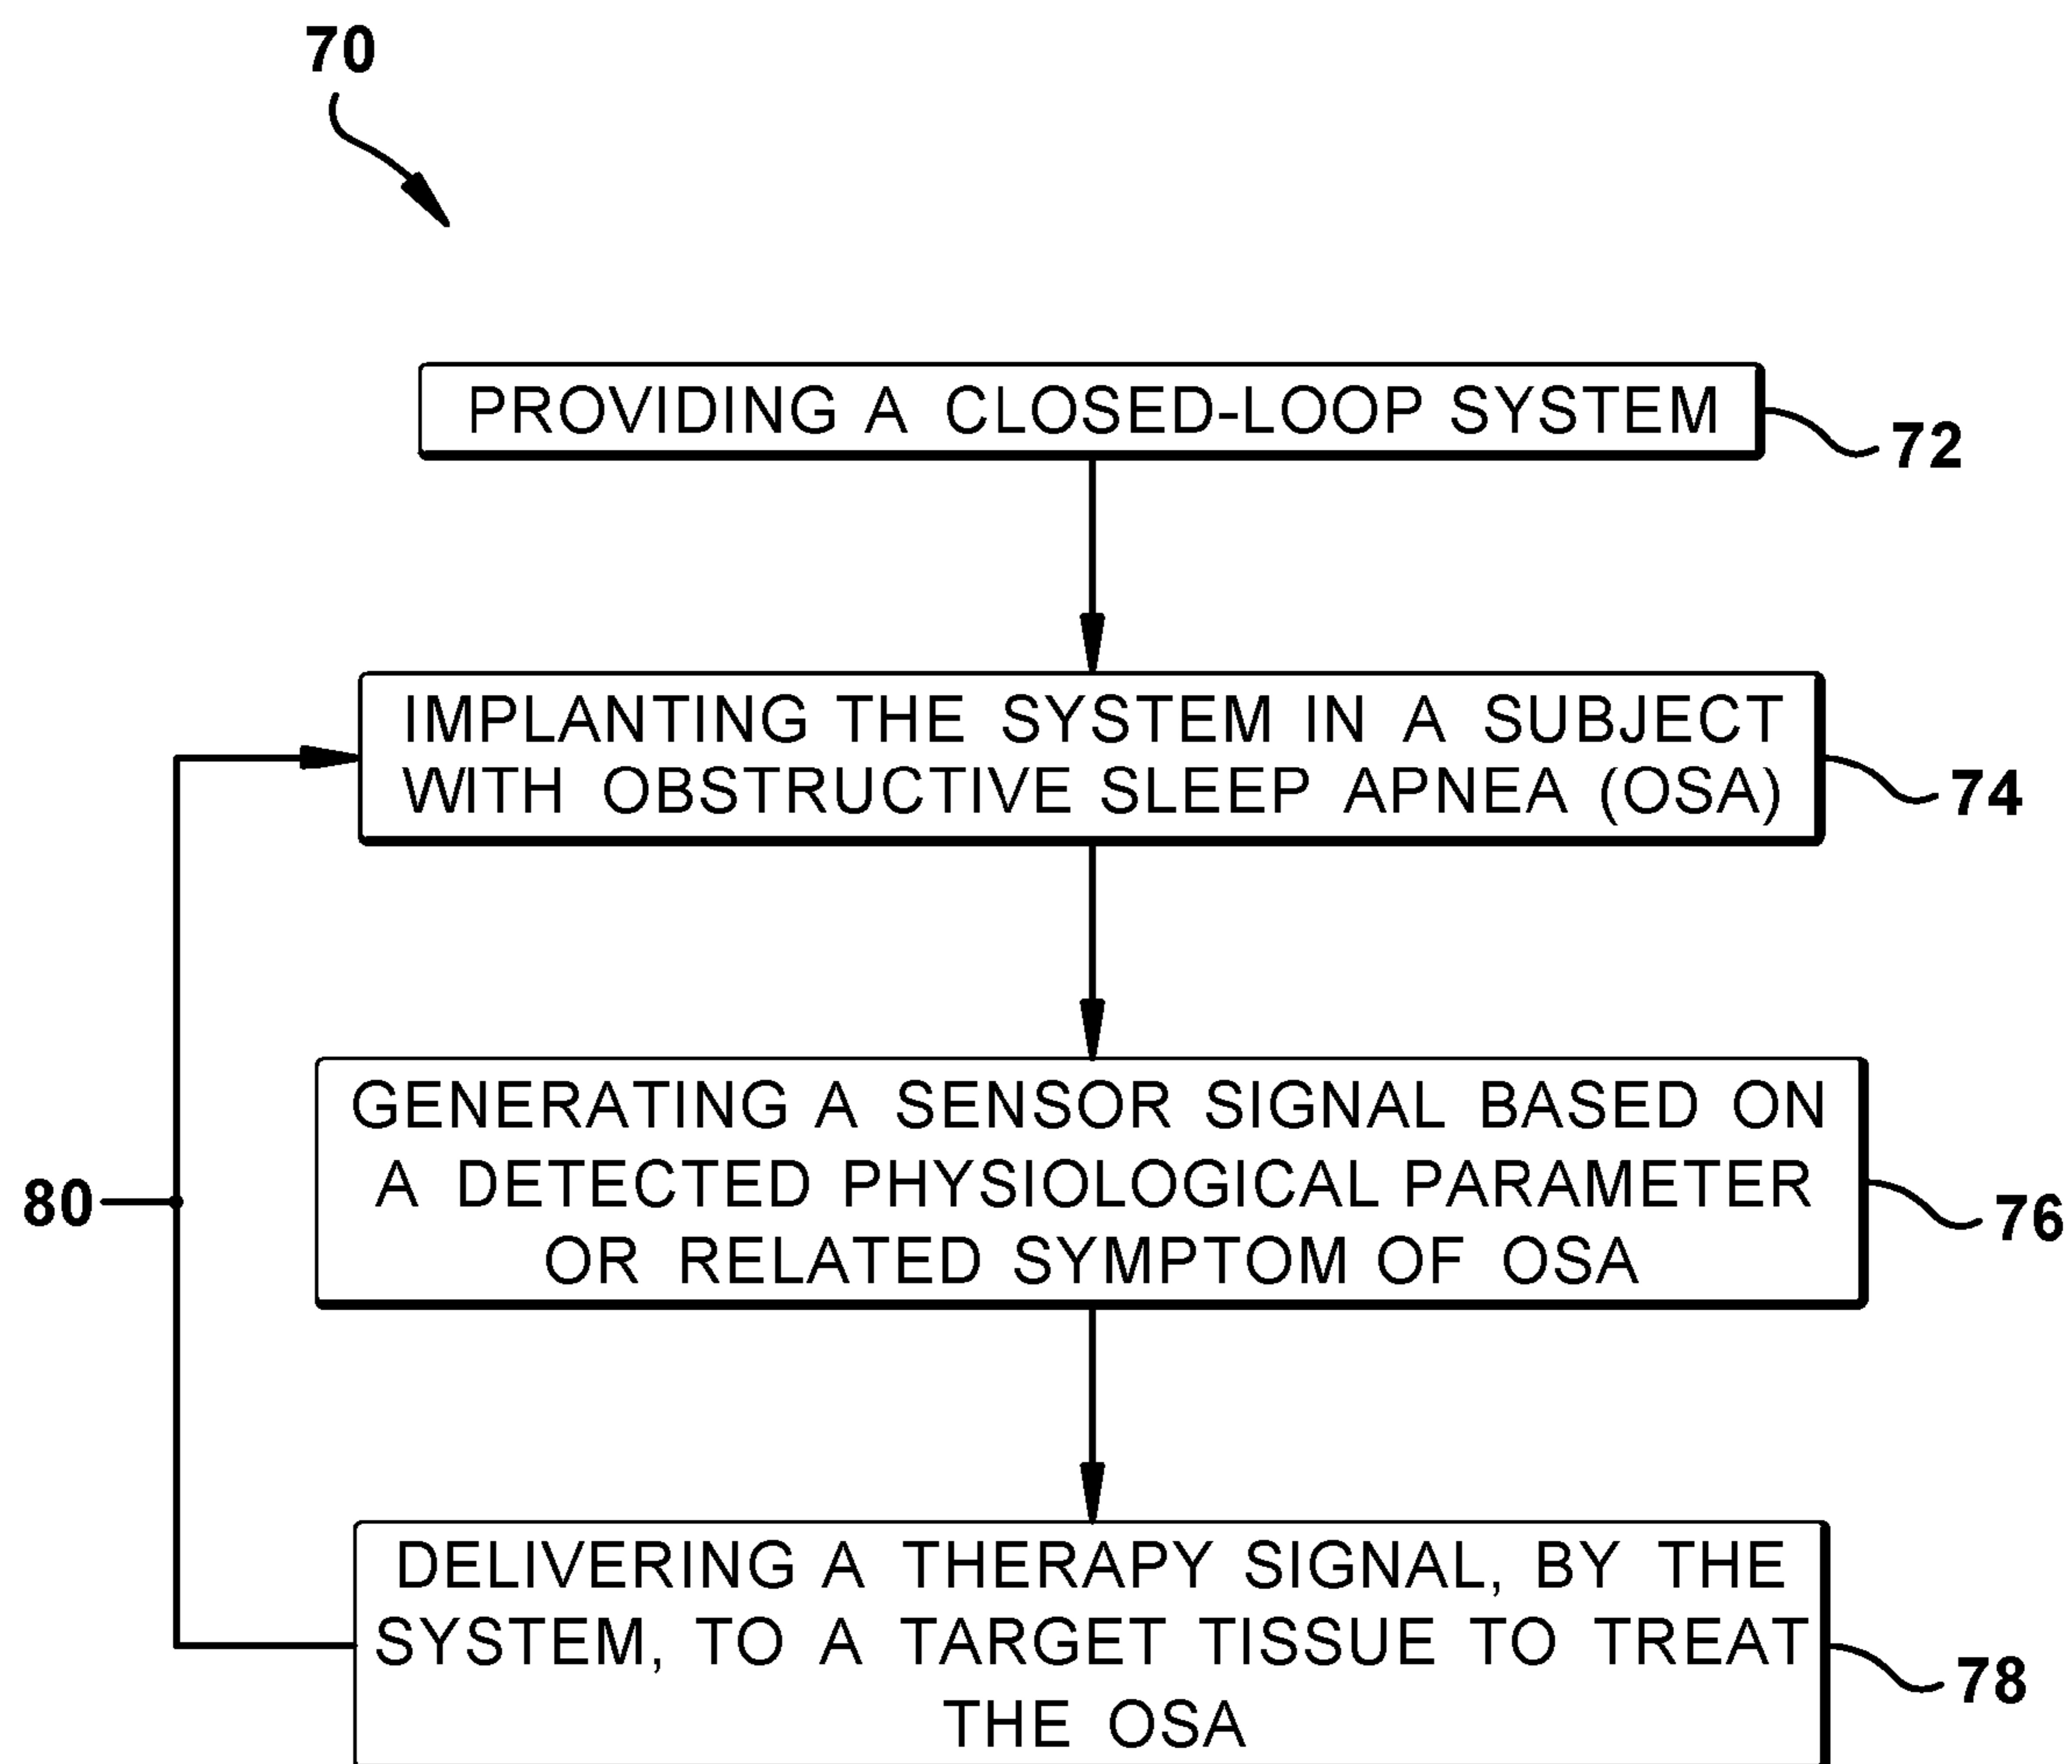 70
PROVIDING A CLOSED-LOOP SYSTEM
72
IMPLANTING THE SYSTEM IN A SUBJECT
WITH OBSTRUCTIVE SLEEP APNEA (OSA)
74
GENERATING A SENSOR SIGNAL BASED ON
A DETECTED PHYSIOLOGICAL PARAMETER
OR RELATED SYMPTOM OF OSA
80
76
DELIVERING A THERAPY SIGNAL, BY THE
SYSTEM, TO A TARGET TISSUE TO TREAT
THE OSA
78